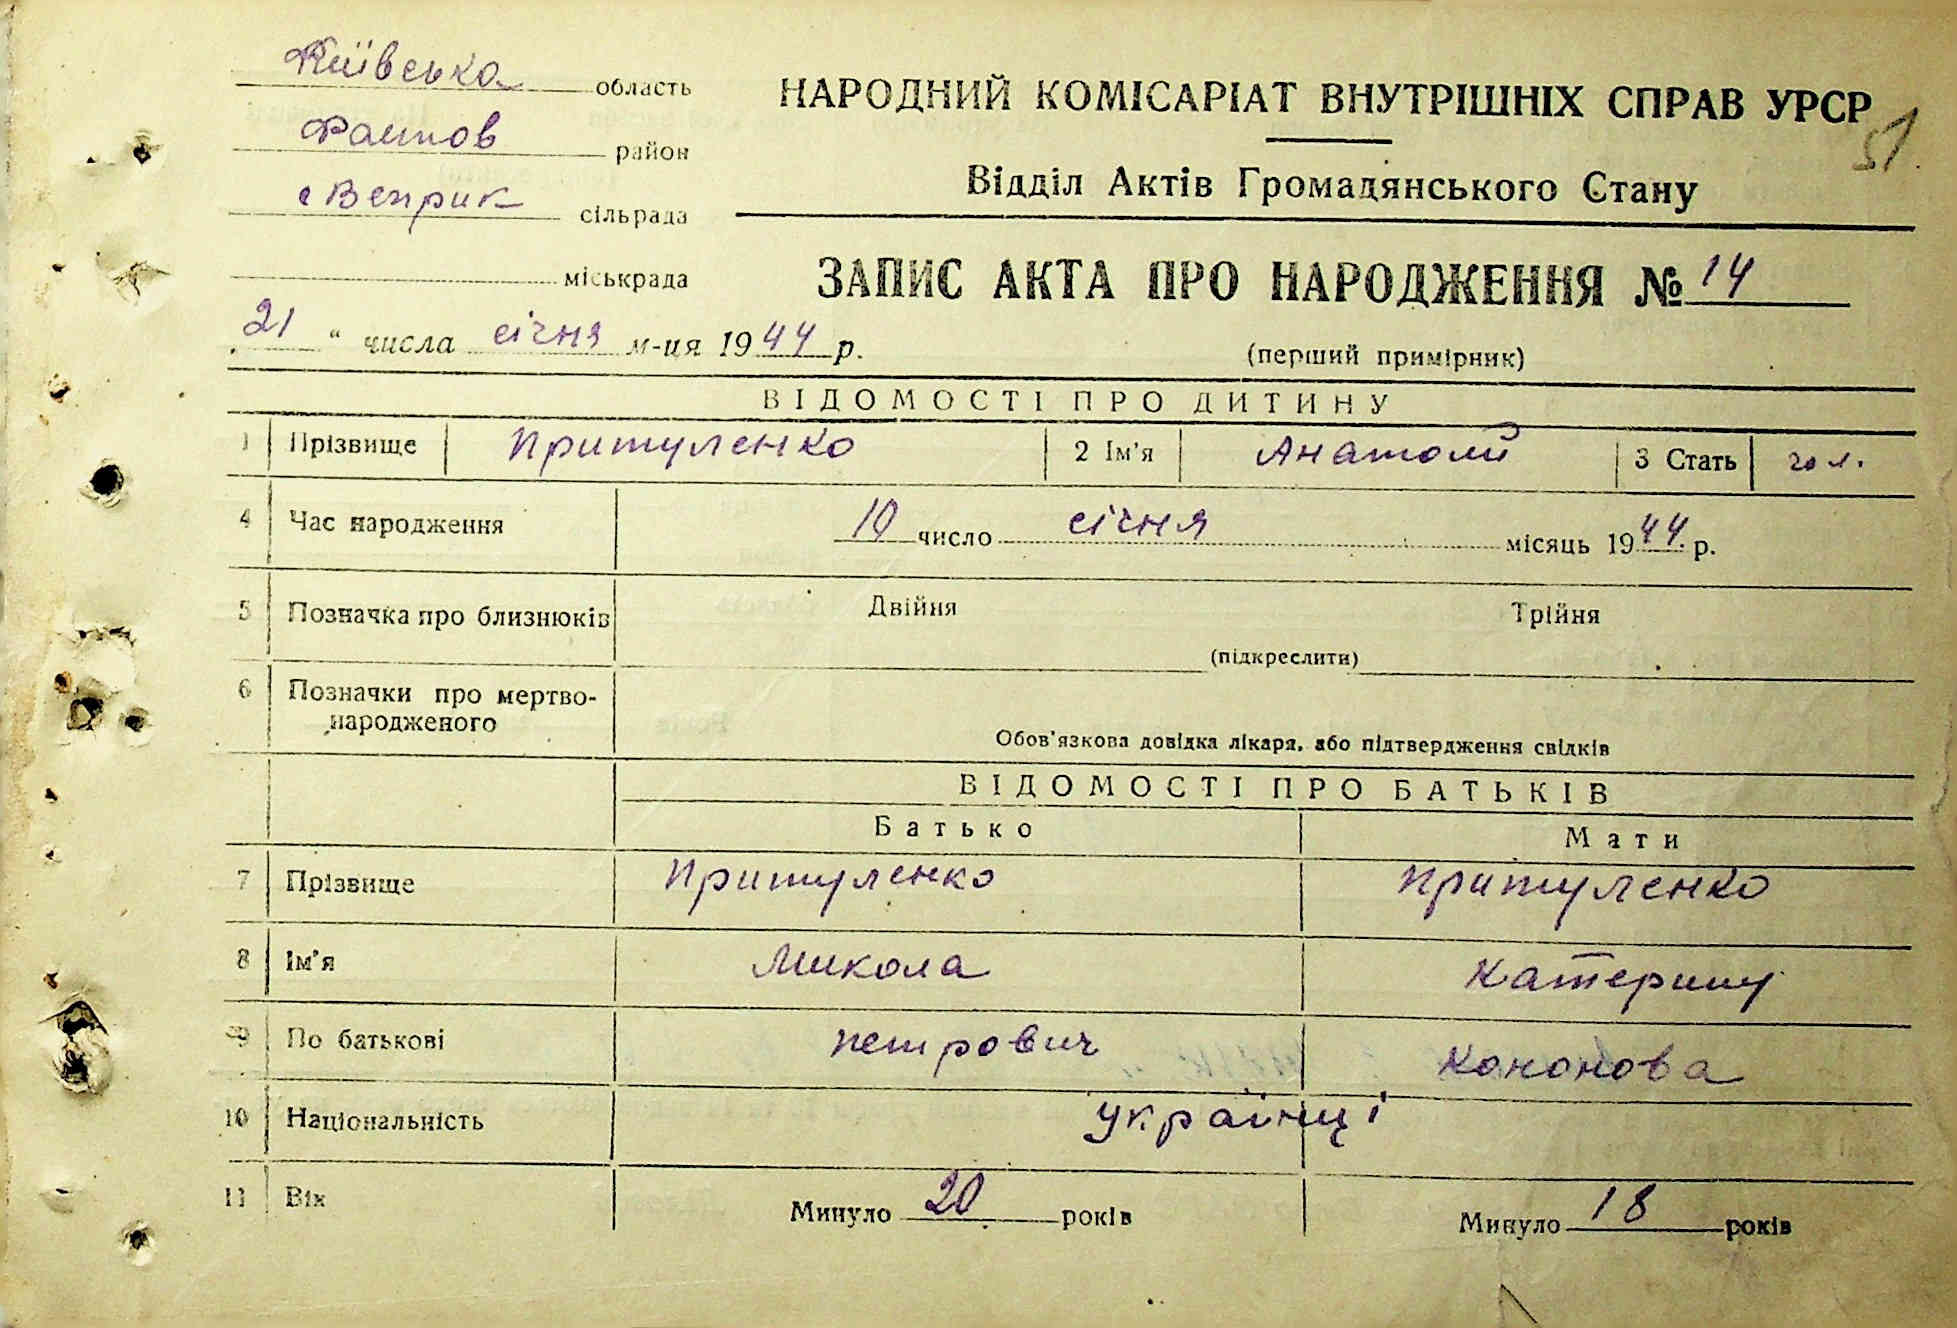 Київська область
Фастов район
с Веприк сільрада
міськрада
НАРОДНИЙ КОМІСАРІАТ ВНУТРІШНІХ СПРАВ УРСР
51.
Відділ Актів Громадянського Стану
ЗАПИС АКТА ПРО НАРОДЖЕННЯ № 14
21 " числа січня м-ця 1944 р.
(перший примірник)
ВІДОМОСТІ ПРО ДИТИНУ
1 Прізвище Притуленко 2 Ім'я Анатолий 3 Стать чол.
4 Час народження 10 число січня місяць 1944 р.
5 Позначка про близнюків Двійня Трійня
(підкреслити)
6 Позначки про мертво-
народженого
Обов'язкова довідка лікаря, або підтвердження свідків
ВІДОМОСТІ ПРО БАТЬКІВ
Батько Мати
7 Прізвище Притуленко Притуленко
8 Ім'я Микола Катерину
9 По батькові петрович Кононова
10 Національність українці
11 Вік Минуло 20 років Минуло 18 років